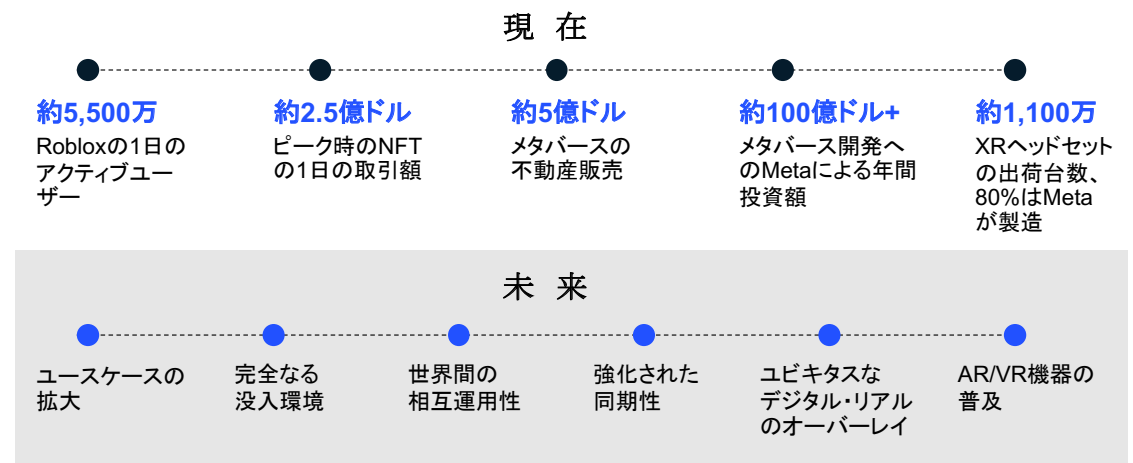 現 在
約5,500万
Robloxの1日の
アクティブユー
ザー
約2.5億ドル
ピーク時のNFT
の1日の取引額
約5億ドル
メタバースの
不動産販売
約100億ドル+
メタバース開発へ
のMetaによる年間
投資額
約1,100万
XRヘッドセット
の出荷台数、
80%はMeta
が製造
未 来
ユースケースの
拡大
完全なる
没入環境
世界間の
相互運用性
強化された
同期性
ユビキタスな
デジタル・リアル
のオーバーレイ
AR/VR機器の
普及